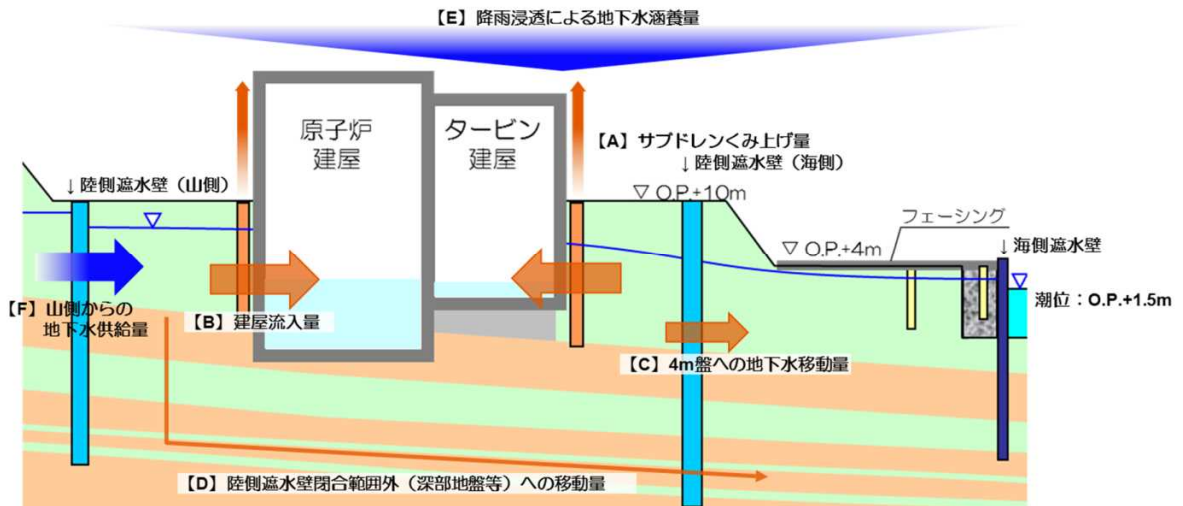 【E】降雨浸透による地下水涵養量
原子炉
建屋
タービン
建屋
【A】サブドレンくみ上げ量
↓陸側遮水壁（海側）
↓陸側遮水壁（山側）
▽ O.P.+10m
フェーシング
▽ O.P.+4m
↓海側遮水壁
潮位：O.P.+1.5m
【F】山側からの
地下水供給量
【B】建屋流入量
【C】4m盤への地下水移動量
【D】陸側遮水壁閉合範囲外（深部地盤等）への移動量